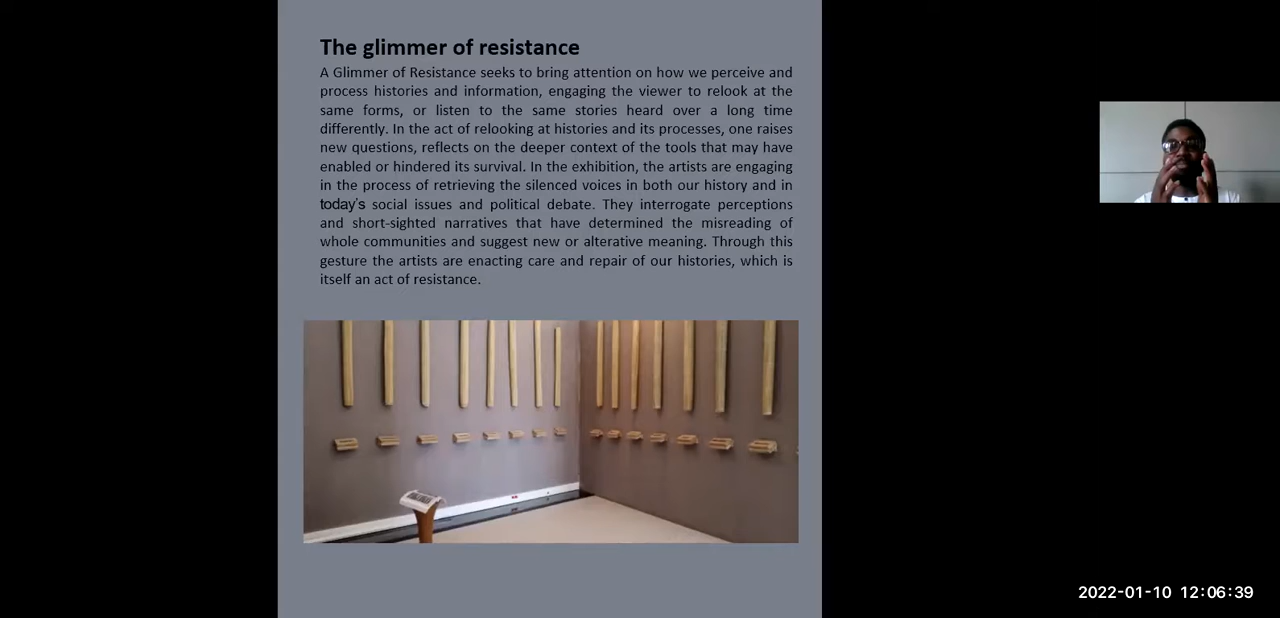 The glimmer of resistance
A Glimmer of Resistance seeks to bring attention on how we perceive and
process histories and information, engaging the viewer to relook at the
same forms, or listen to the same stories heard over a long time
differently. In the act of relooking at histories and its processes, one raises
new questions, reflects on the deeper context of the tools that may have
enabled or hindered its survival. In the exhibition, the artists are engaging
in the process of retrieving the silenced voices in both our history and in
today's social issues and political debate. They interrogate perceptions
and short-sighted narratives that have determined the misreading of
whole communities and suggest new or alterative meaning. Through this
gesture the artists are enacting care and repair of our histories, which is
itself an act of resistance.
2022-01-10 12:06:39